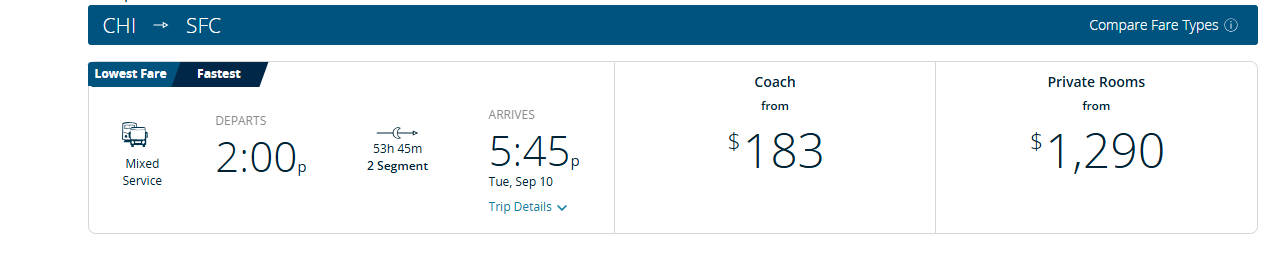 CHI → SFC
Compare Fare Types ⓘ
Lowest Fare
Fastest
Mixed
Service
DEPARTS
2:00p
53h 45m
2 Segment
ARRIVES
5:45p
Tue, Sep 10
Trip Details
Coach
from
$183
Private Rooms
from
$1,290